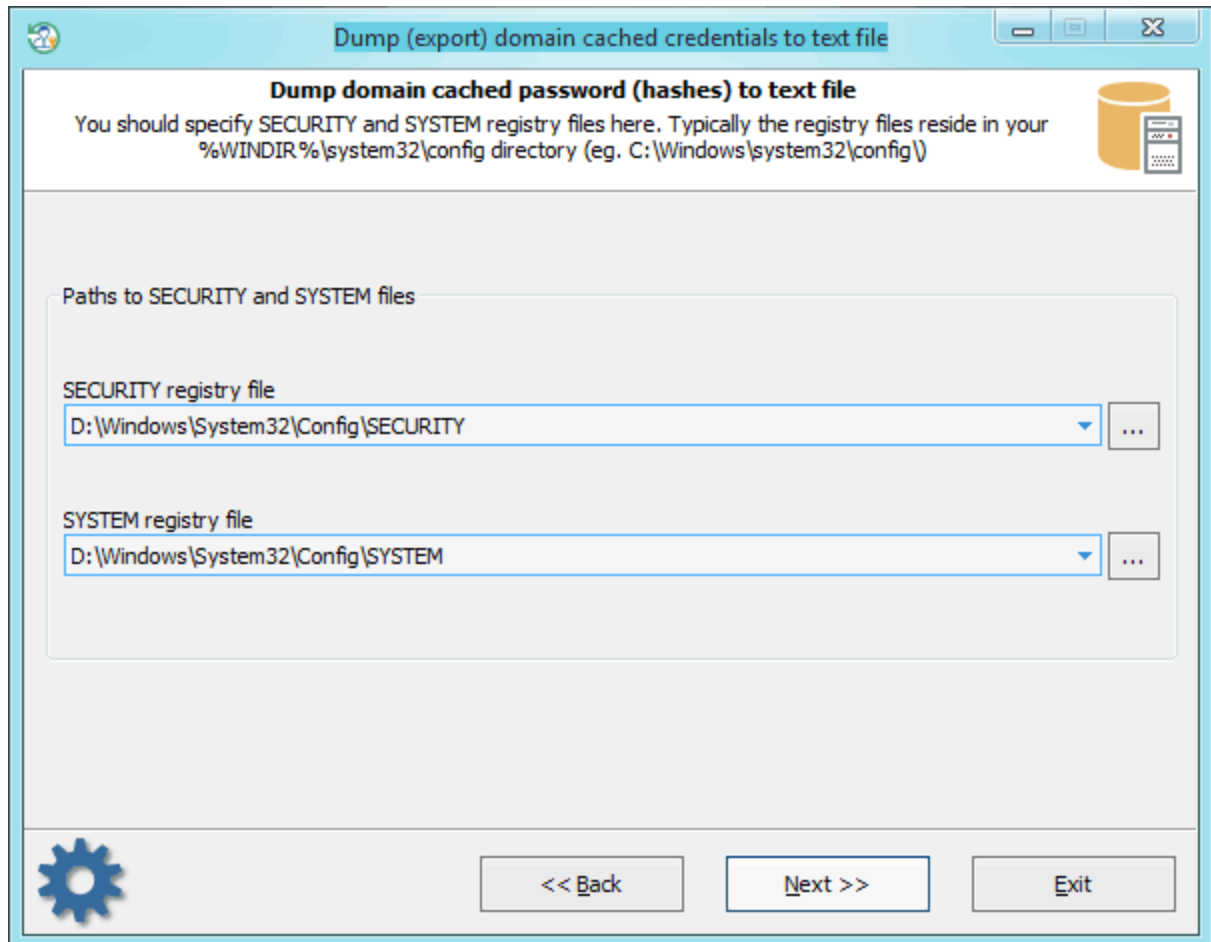 Dump (export) domain cached credentials to text file
Dump domain cached password (hashes) to text file
You should specify SECURITY and SYSTEM registry files here. Typically the registry files reside in your
%WINDIR%\system32\config directory (eg. C:\Windows\system32\config\)
Paths to SECURITY and SYSTEM files
SECURITY registry file
D:\Windows\System32\Config\SECURITY
...
SYSTEM registry file
D:\Windows\System32\Config\SYSTEM
...
<< Back
Next >>
Exit